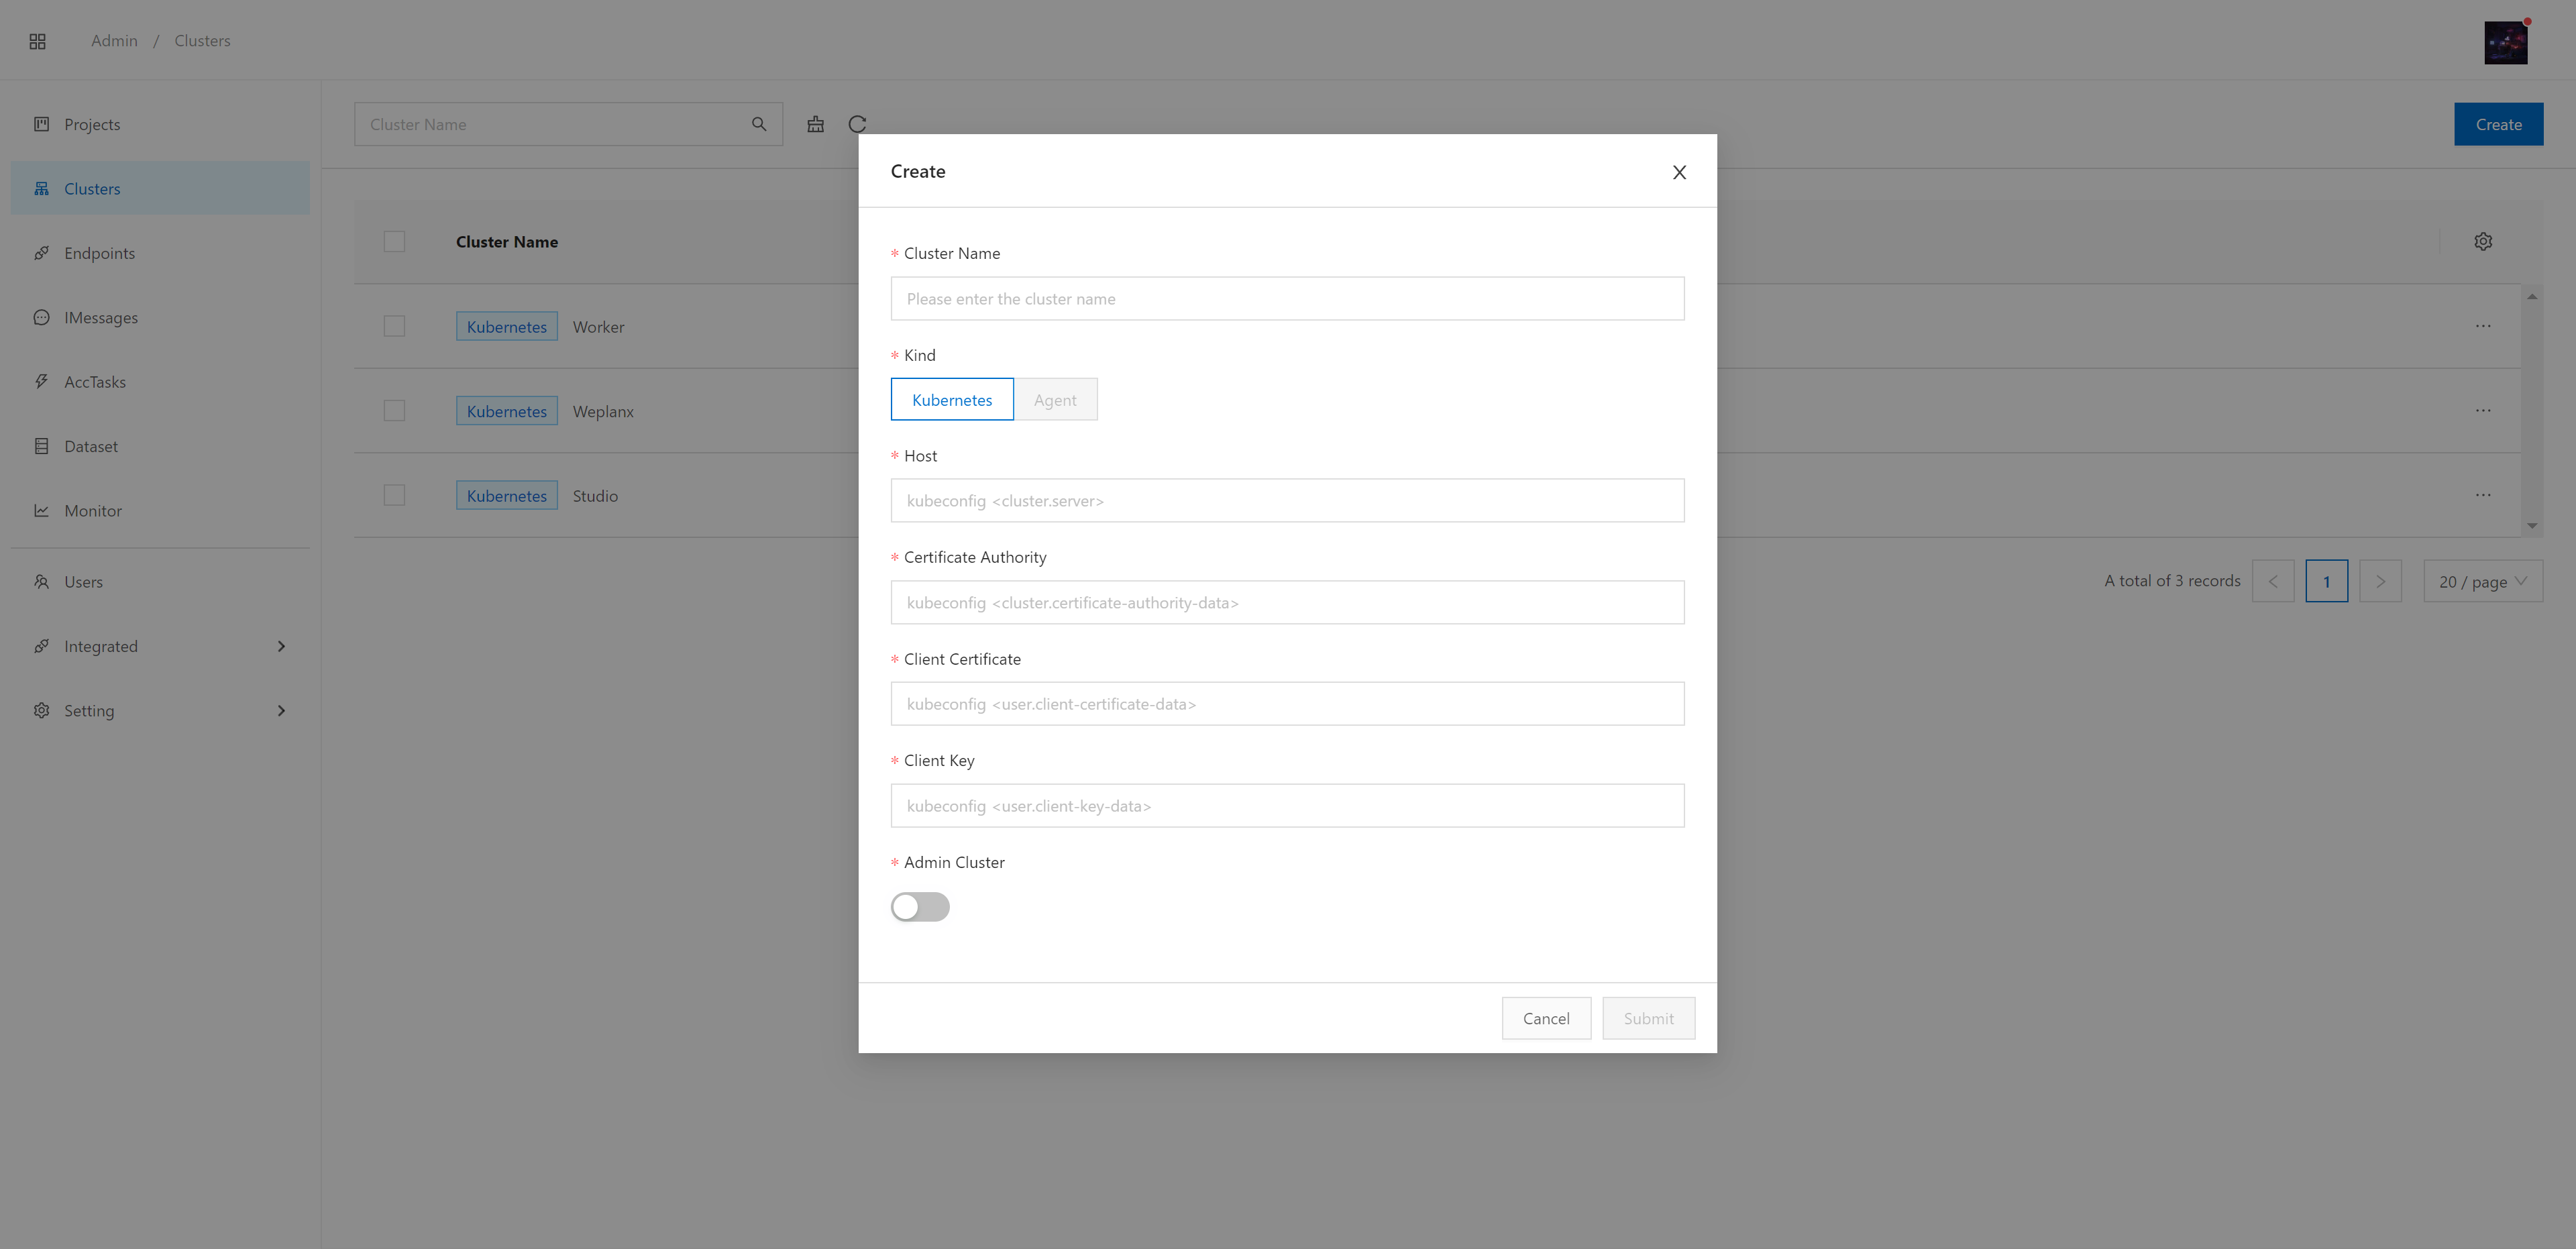 Admin / Clusters
Projects
Clusters
Endpoints
IMessages
AccTasks
Dataset
Monitor
Users
Integrated
Setting
Cluster Name
Create
Cluster Name
Kubernetes Worker
Kubernetes Weplanx
Kubernetes Studio
A total of 3 records
1
20 / page
Create
* Cluster Name
Please enter the cluster name
* Kind
Kubernetes Agent
* Host
kubeconfig <cluster.server>
* Certificate Authority
kubeconfig <cluster.certificate-authority-data>
* Client Certificate
kubeconfig <user.client-certificate-data>
* Client Key
kubeconfig <user.client-key-data>
* Admin Cluster
Cancel Submit